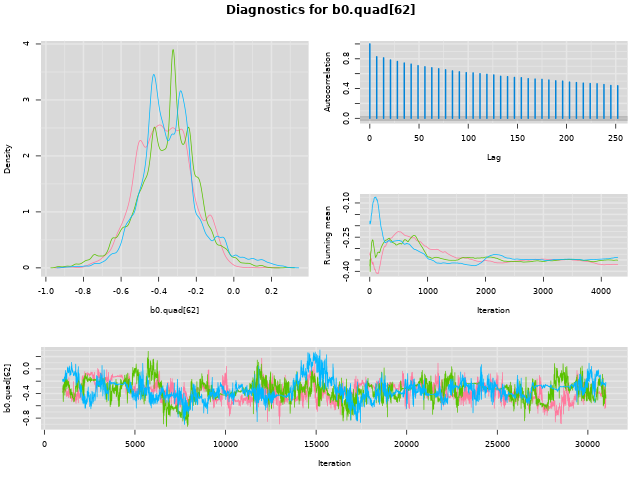 Diagnostics for b0.quad[62]
Density
0
1
2
3
4
-1.0 -0.8 -0.6 -0.4 -0.2 0.0 0.2
b0.quad[62]
Autocorrelation
0.0 0.4 0.8
0 50 100 150 200 250
Lag
Running mean
-0.40 -0.25 -0.10
0 1000 2000 3000 4000
Iteration
b0.quad[62]
-0.8 -0.4 0.0
0 5000 10000 15000 20000 25000 30000
Iteration